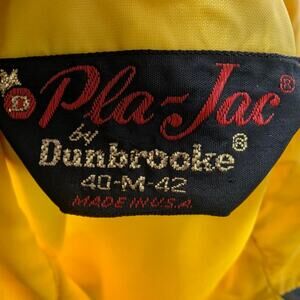 Pla-Jac®
by
Dunbrooke®
40-M-42
MADE IN U.S.A.